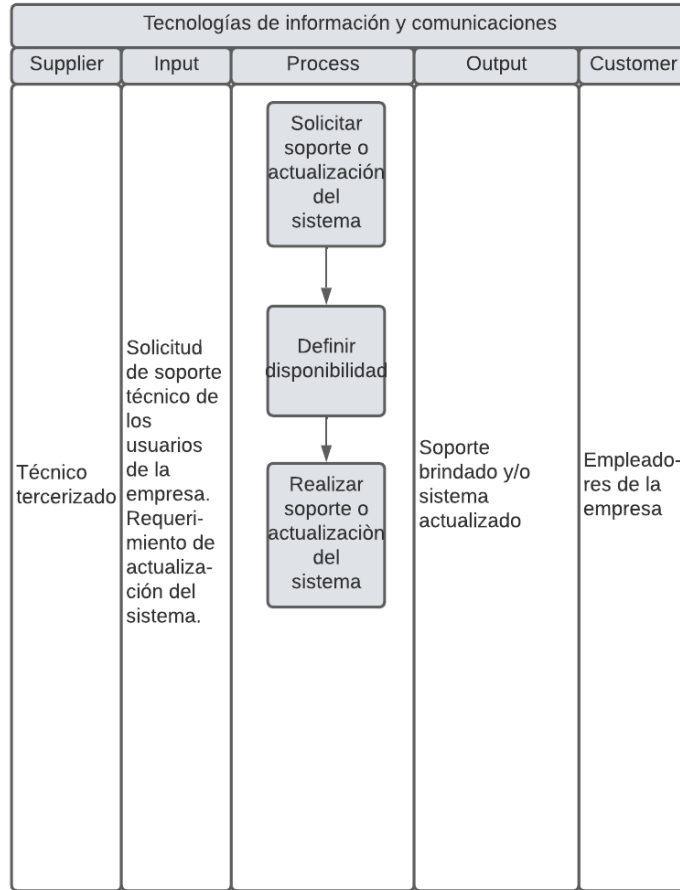 Tecnologías de información y comunicaciones
Supplier
Input
Process
Output
Customer
Técnico
tercerizado
Solicitud
de soporte
técnico de
los
usuarios
de la
empresa.
Requeri-
miento de
actualiza-
ción del
sistema.
Solicitar
soporte o
actualización
del
sistema
Definir
disponibilidad
Realizar
soporte o
actualizaciòn
del
sistema
Soporte
brindado y/o
sistema
actualizado
Empleado-
res de la
empresa